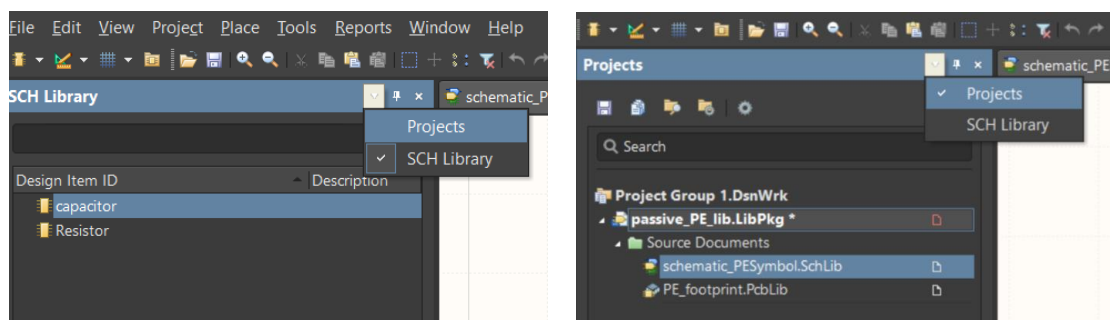 File Edit View Project Place Tools Reports Window Help
SCH Library
schematic_P
Projects
SCH Library
Design Item ID Description
capacitor
Resistor
Projects
schematic_PE
Projects
SCH Library
Search
Project Group 1.DsnWrk
passive_PE_lib.LibPkg *
Source Documents
schematic_PESymbol.SchLib
PE_footprint.PcbLib